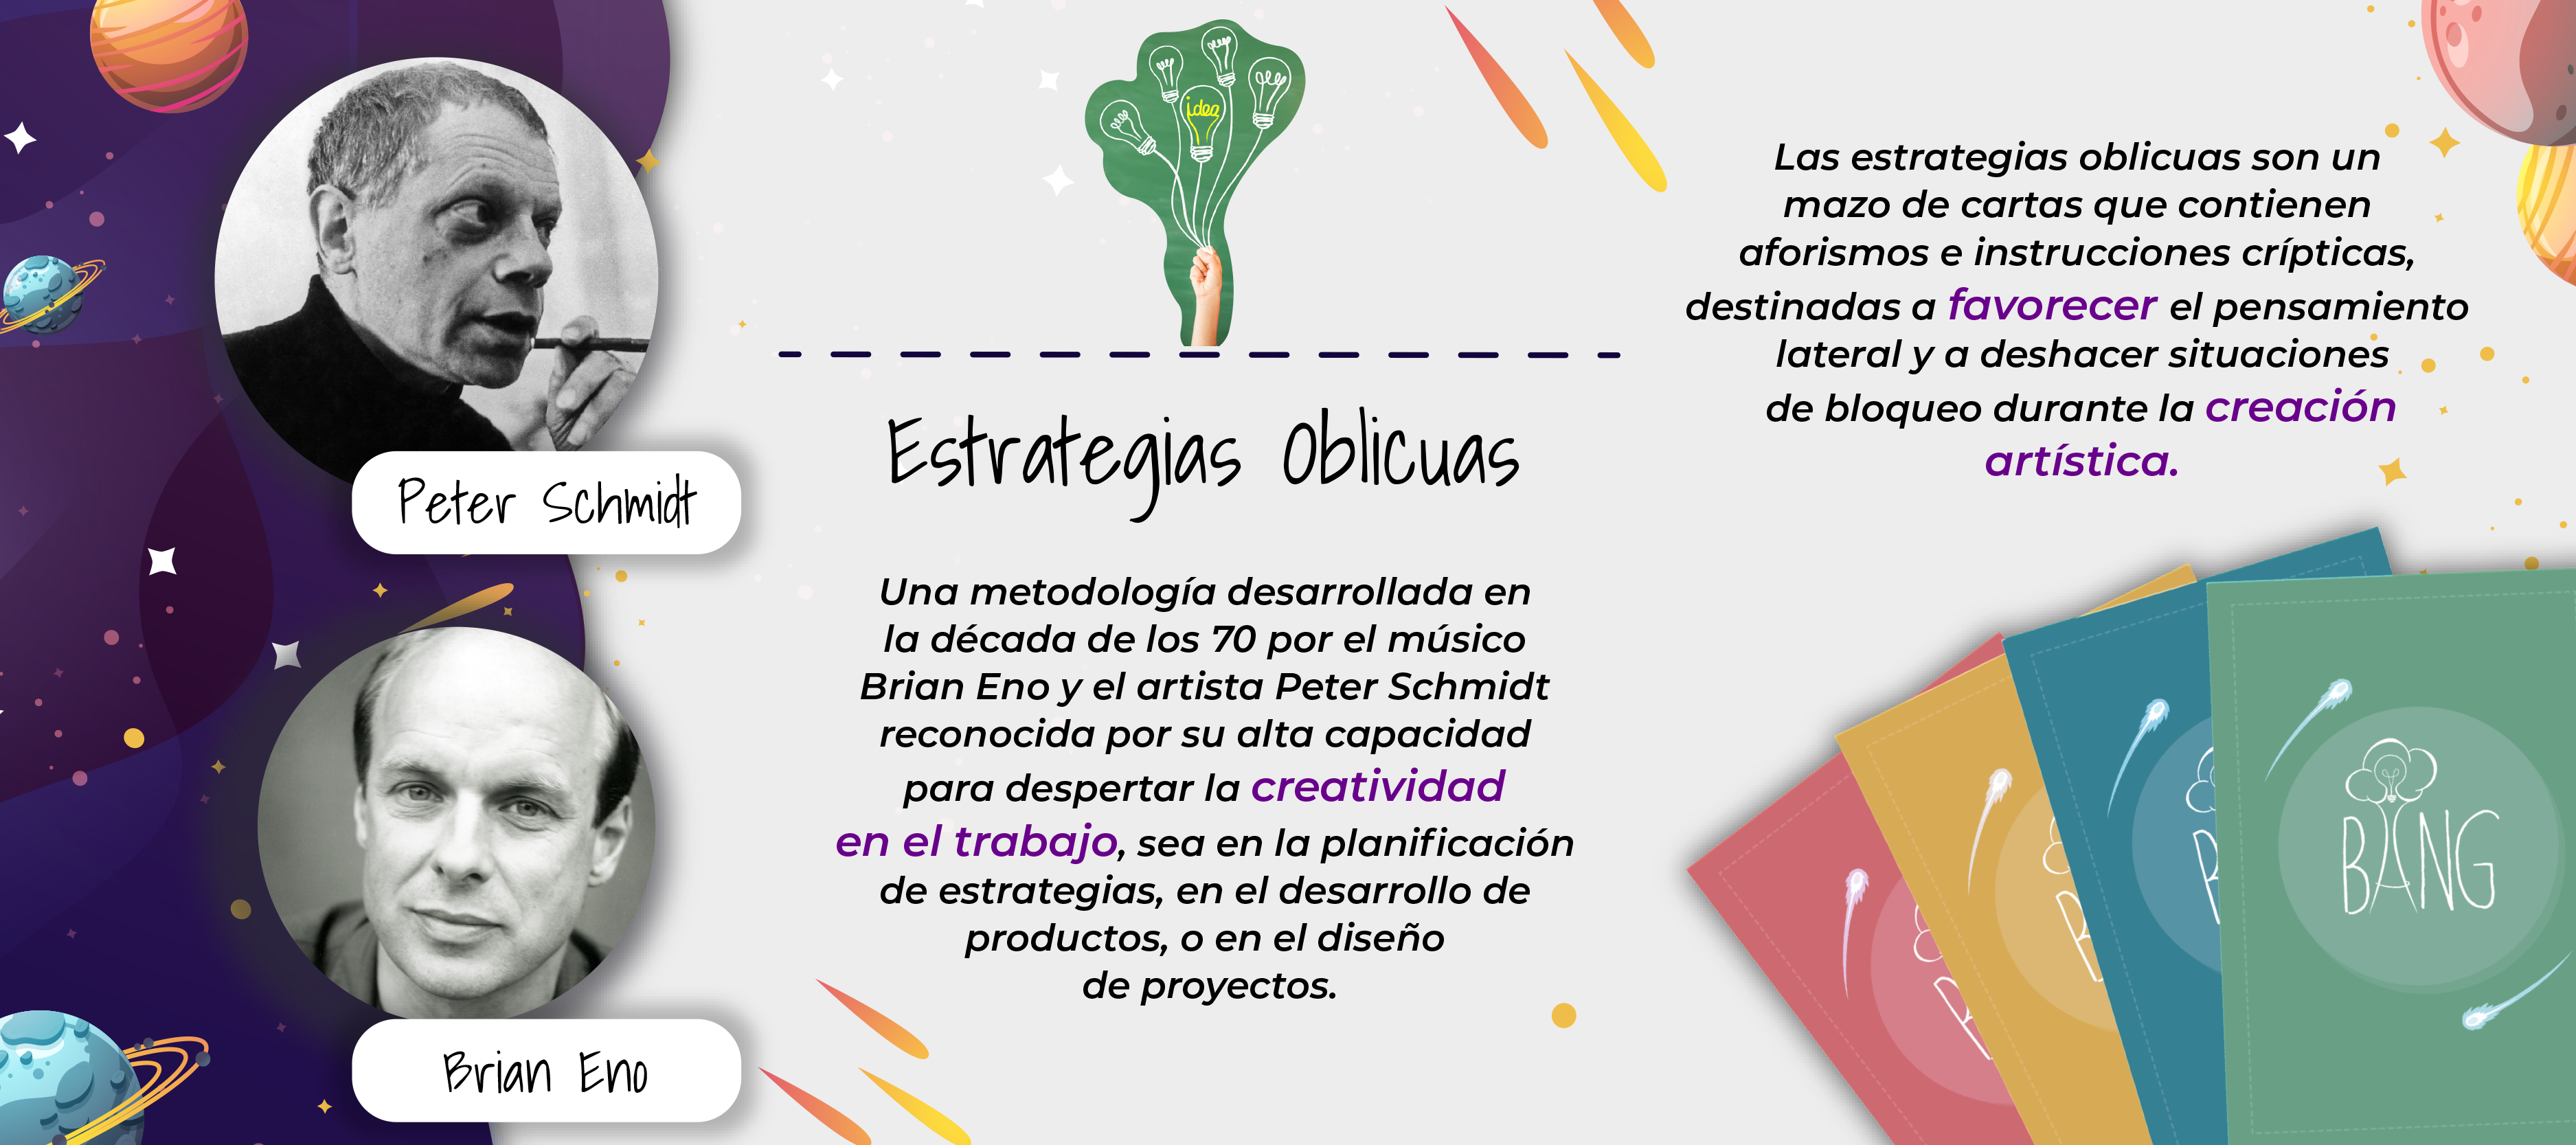 Peter Schmidt
Brian Eno
idea
Estrategias Oblicuas
Una metodología desarrollada en
la década de los 70 por el músico
Brian Eno y el artista Peter Schmidt
reconocida por su alta capacidad
para despertar la creatividad
en el trabajo, sea en la planificación
de estrategias, en el desarrollo de
productos, o en el diseño
de proyectos.
Las estrategias oblicuas son un
mazo de cartas que contienen
aforismos e instrucciones crípticas,
destinadas a favorecer el pensamiento
lateral y a deshacer situaciones
de bloqueo durante la creación
artística.
BANG